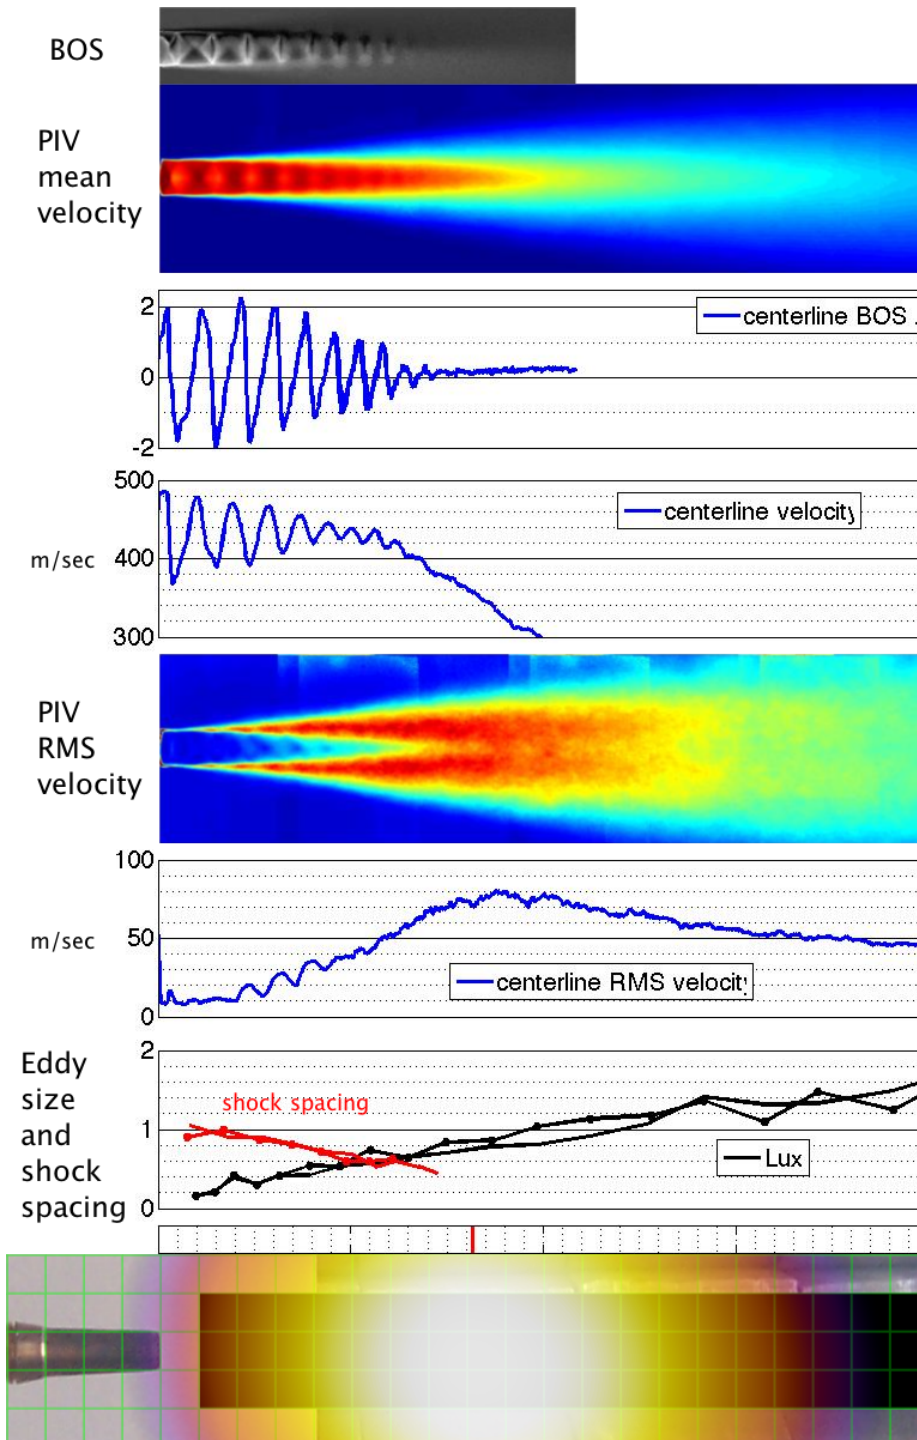 BOS
PIV
mean
velocity
2
centerline BOS
0
-2
500
centerline velocity
m/sec
400
300
PIV
RMS
velocity
100
m/sec
50
centerline RMS velocity
0
Eddy
size
and
shock
spacing
2
shock spacing
1
Lux
0